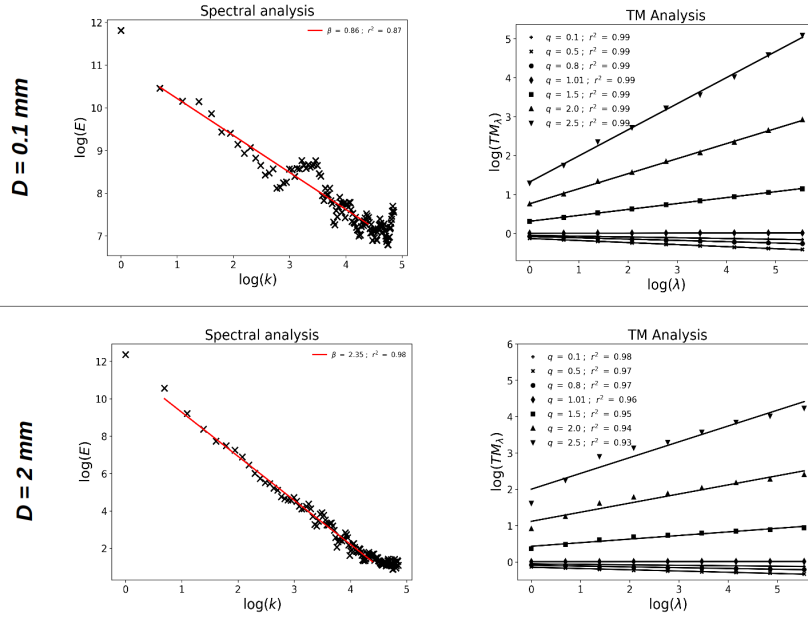 D = 0.1 mm
Spectral analysis
β = 0.86 ; r² = 0.87
log(E)
12
11
10
9
8
7
0 1 2 3 4 5
log(k)
TM Analysis
q = 0.1 ; r² = 0.99
q = 0.5 ; r² = 0.99
q = 0.8 ; r² = 0.99
q = 1.01 ; r² = 0.99
q = 1.5 ; r² = 0.99
q = 2.0 ; r² = 0.99
q = 2.5 ; r² = 0.99
log(TMλ)
5
4
3
2
1
0
0 1 2 3 4 5
log(λ)
D = 2 mm
Spectral analysis
β = 2.35 ; r² = 0.98
log(E)
12
10
8
6
4
2
0 1 2 3 4 5
log(k)
TM Analysis
q = 0.1 ; r² = 0.98
q = 0.5 ; r² = 0.97
q = 0.8 ; r² = 0.97
q = 1.01 ; r² = 0.96
q = 1.5 ; r² = 0.95
q = 2.0 ; r² = 0.94
q = 2.5 ; r² = 0.93
log(TMλ)
6
5
4
3
2
1
0
0 1 2 3 4 5
log(λ)